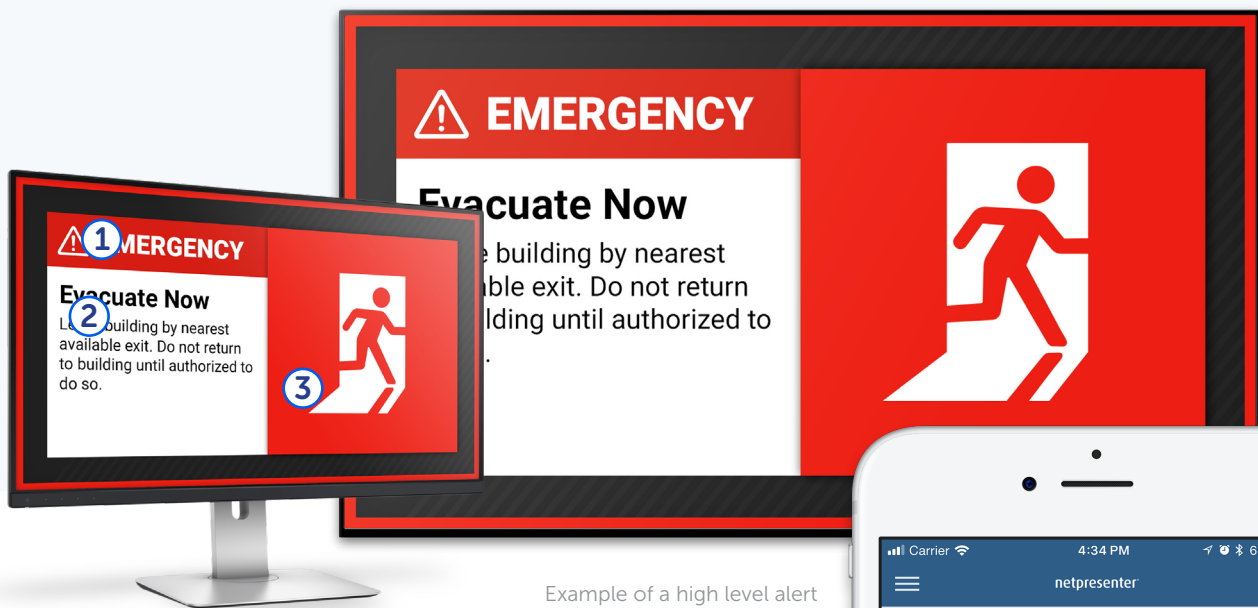 EMERGENCY
Evacuate Now
building by nearest
exit. Do not return
until authorized to
1
EMERGENCY
Evacuate Now
2
building by nearest
available exit. Do not return
to building until authorized to
do so.
3
Carrier
4:34 PM
6
netpresenter
Example of a high level alert